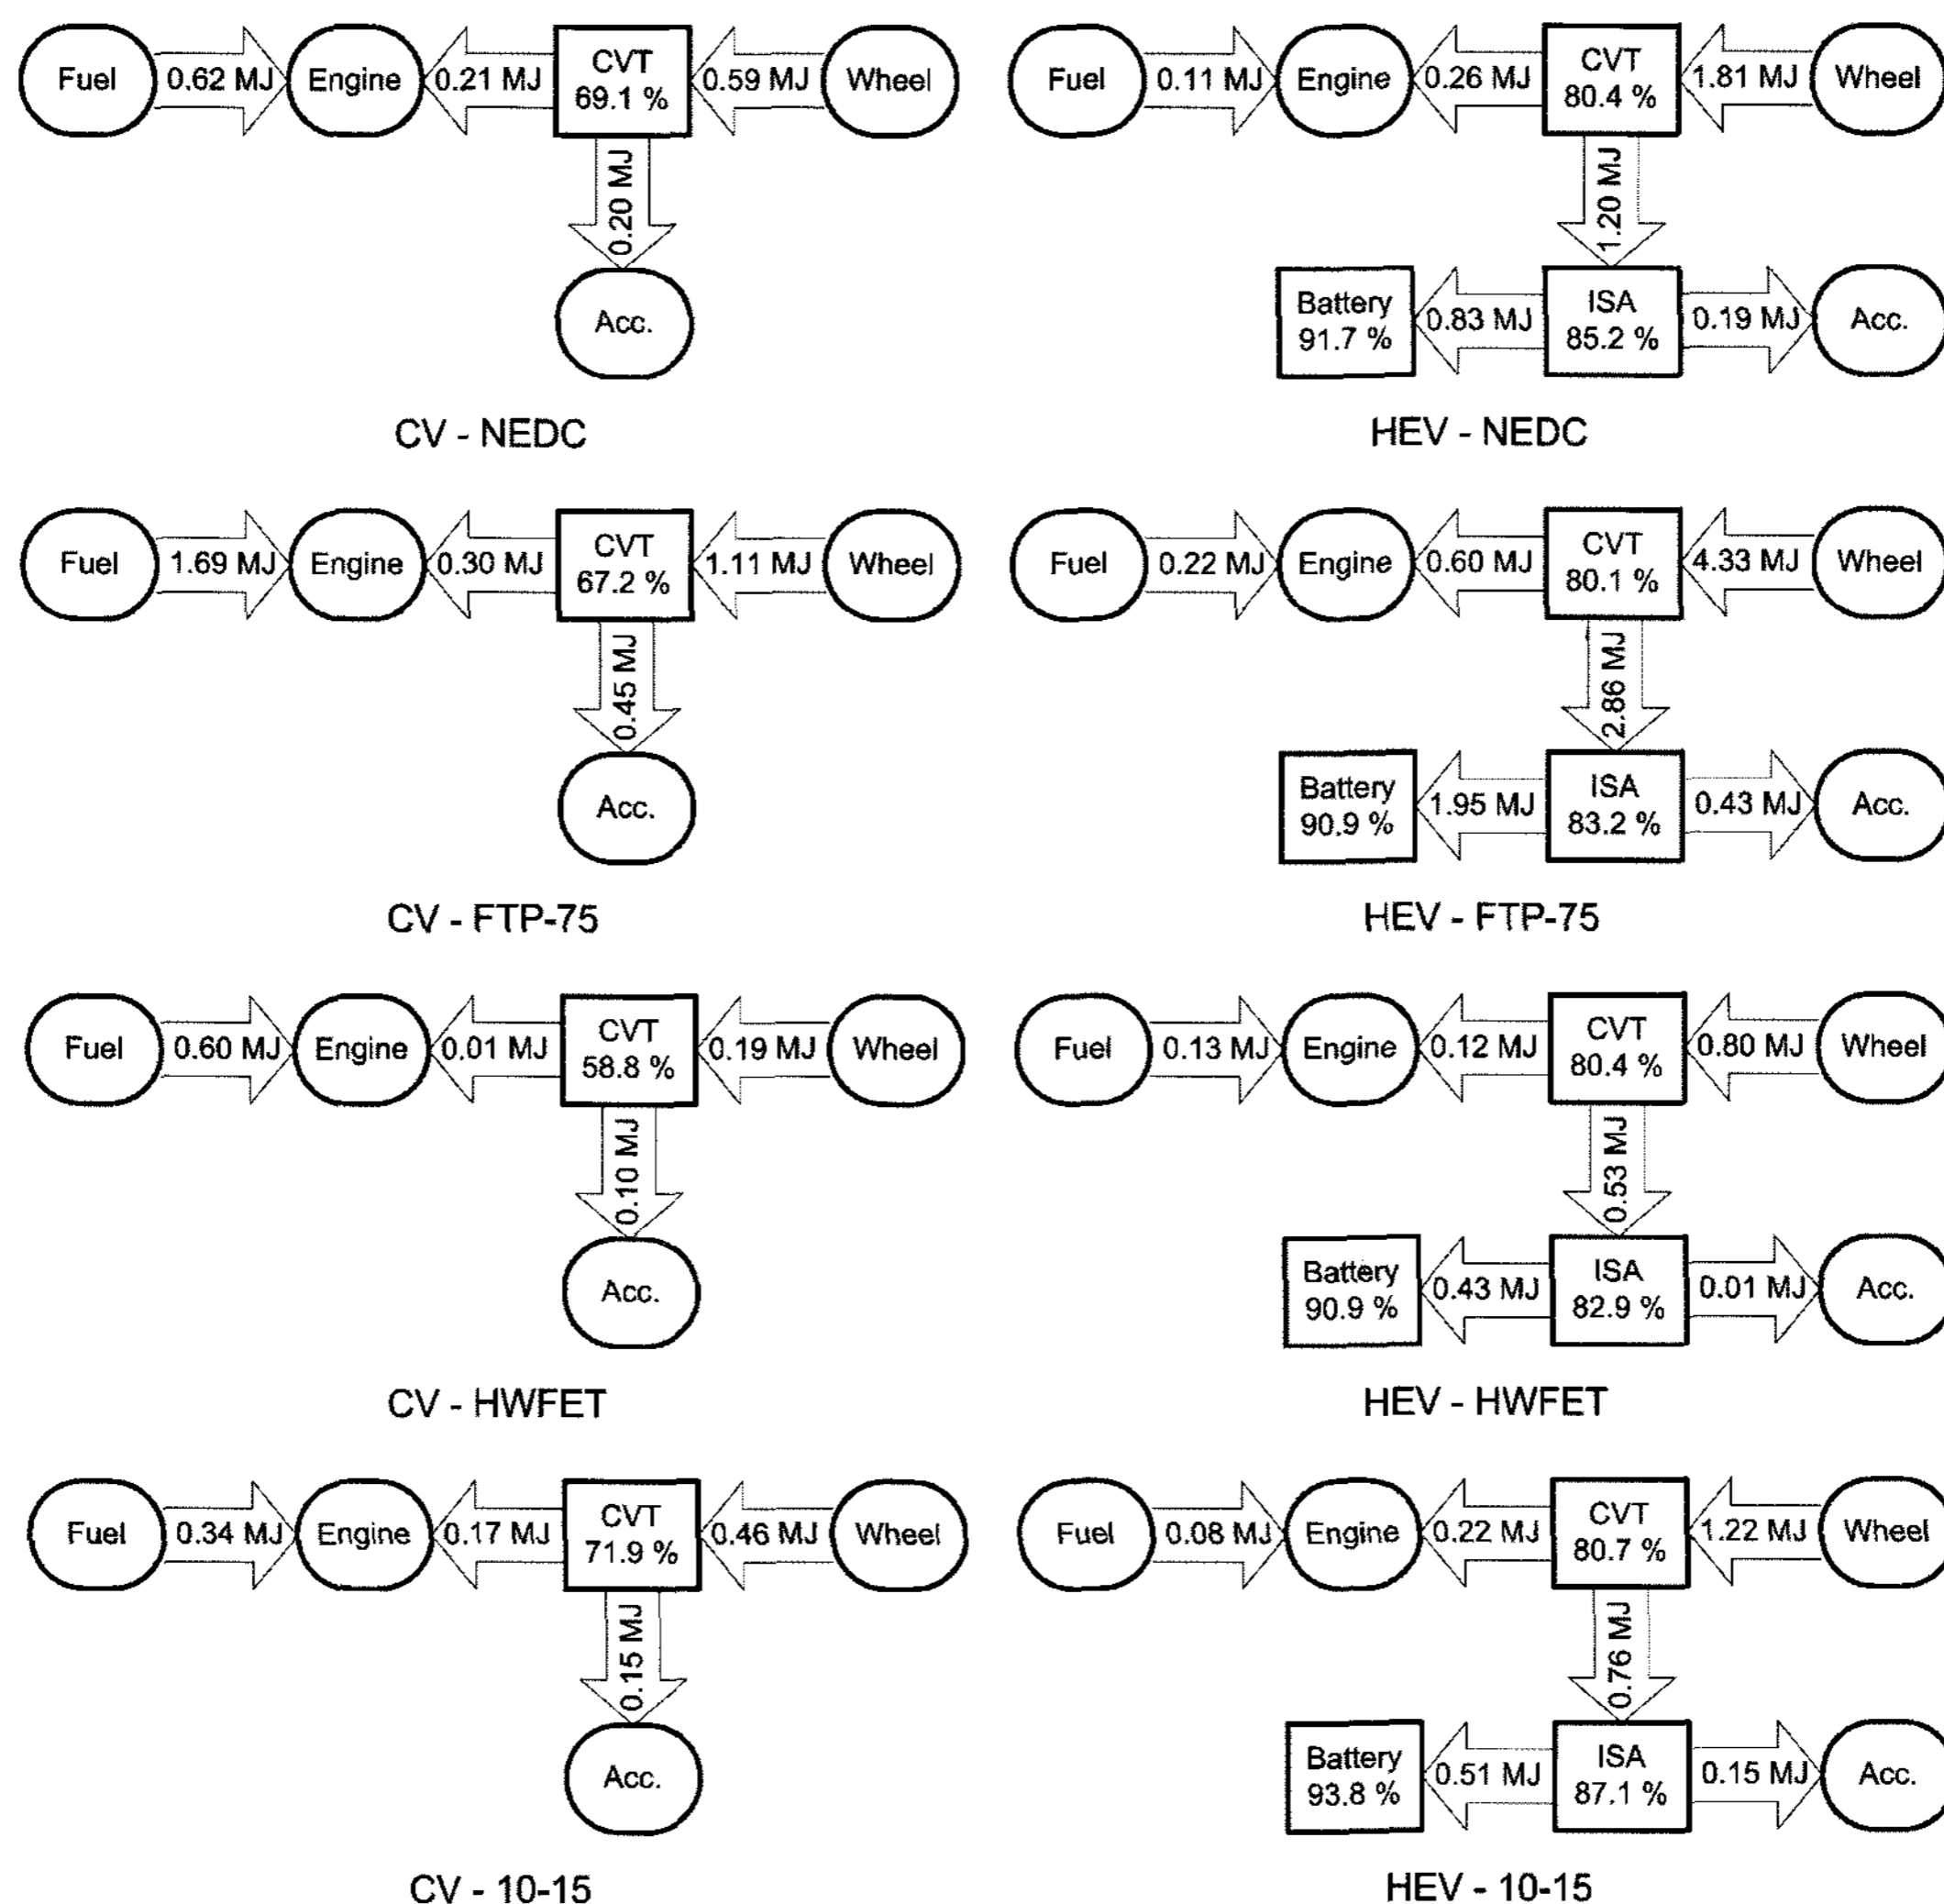 Fuel 0.62 MJ Engine 0.21 MJ CVT 69.1 % 0.59 MJ Wheel
0.20 MJ
Acc.
CV - NEDC
Fuel 0.11 MJ Engine 0.26 MJ CVT 80.4 % 1.81 MJ Wheel
1.20 MJ
Battery 91.7 % 0.83 MJ ISA 85.2 % 0.19 MJ Acc.
HEV - NEDC
Fuel 1.69 MJ Engine 0.30 MJ CVT 67.2 % 1.11 MJ Wheel
0.45 MJ
Acc.
CV - FTP-75
Fuel 0.22 MJ Engine 0.60 MJ CVT 80.1 % 4.33 MJ Wheel
2.86 MJ
Battery 90.9 % 1.95 MJ ISA 83.2 % 0.43 MJ Acc.
HEV - FTP-75
Fuel 0.60 MJ Engine 0.01 MJ CVT 58.8 % 0.19 MJ Wheel
0.10 MJ
Acc.
CV - HWFET
Fuel 0.13 MJ Engine 0.12 MJ CVT 80.4 % 0.80 MJ Wheel
0.53 MJ
Battery 90.9 % 0.43 MJ ISA 82.9 % 0.01 MJ Acc.
HEV - HWFET
Fuel 0.34 MJ Engine 0.17 MJ CVT 71.9 % 0.46 MJ Wheel
0.15 MJ
Acc.
CV - 10-15
Fuel 0.08 MJ Engine 0.22 MJ CVT 80.7 % 1.22 MJ Wheel
0.76 MJ
Battery 93.8 % 0.51 MJ ISA 87.1 % 0.15 MJ Acc.
HEV - 10-15